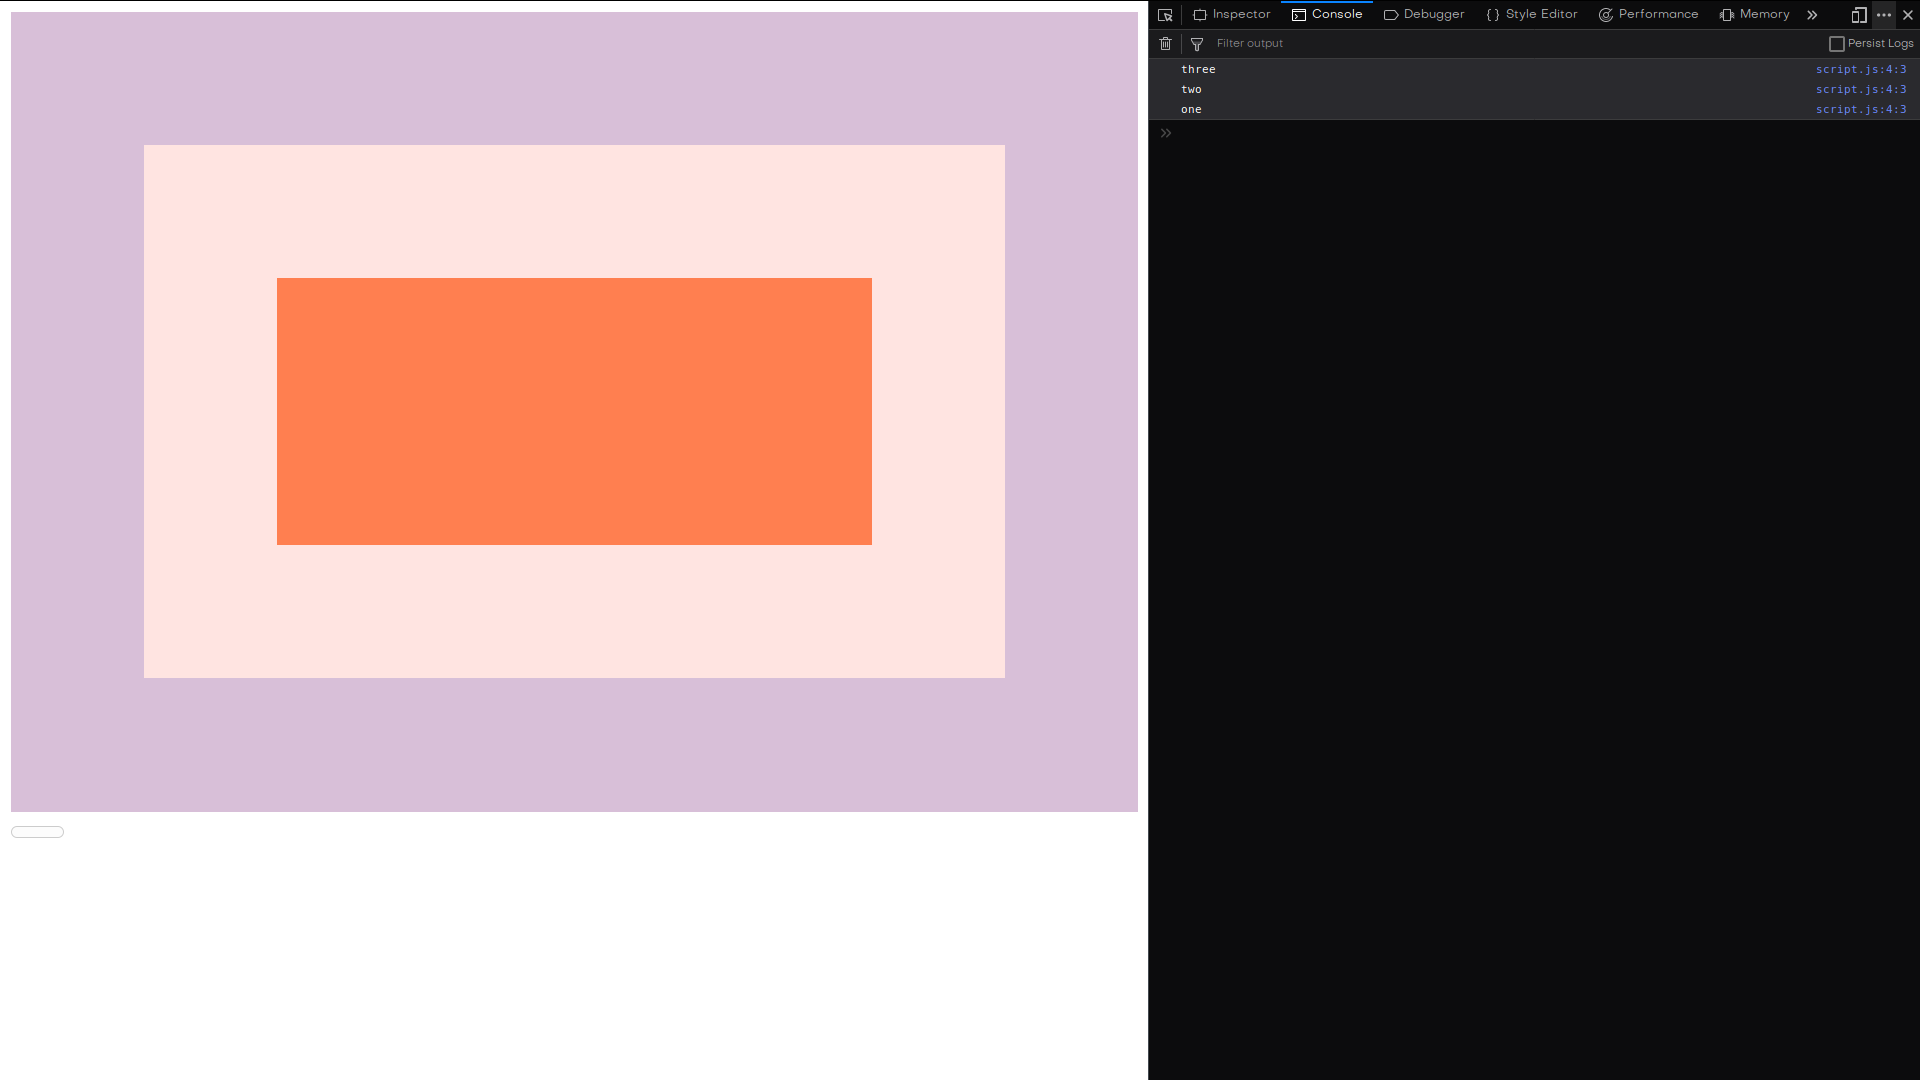 Inspector Console Debugger { } Style Editor Performance Memory
Filter output Persist Logs
three script.js:4:3
two script.js:4:3
one script.js:4:3